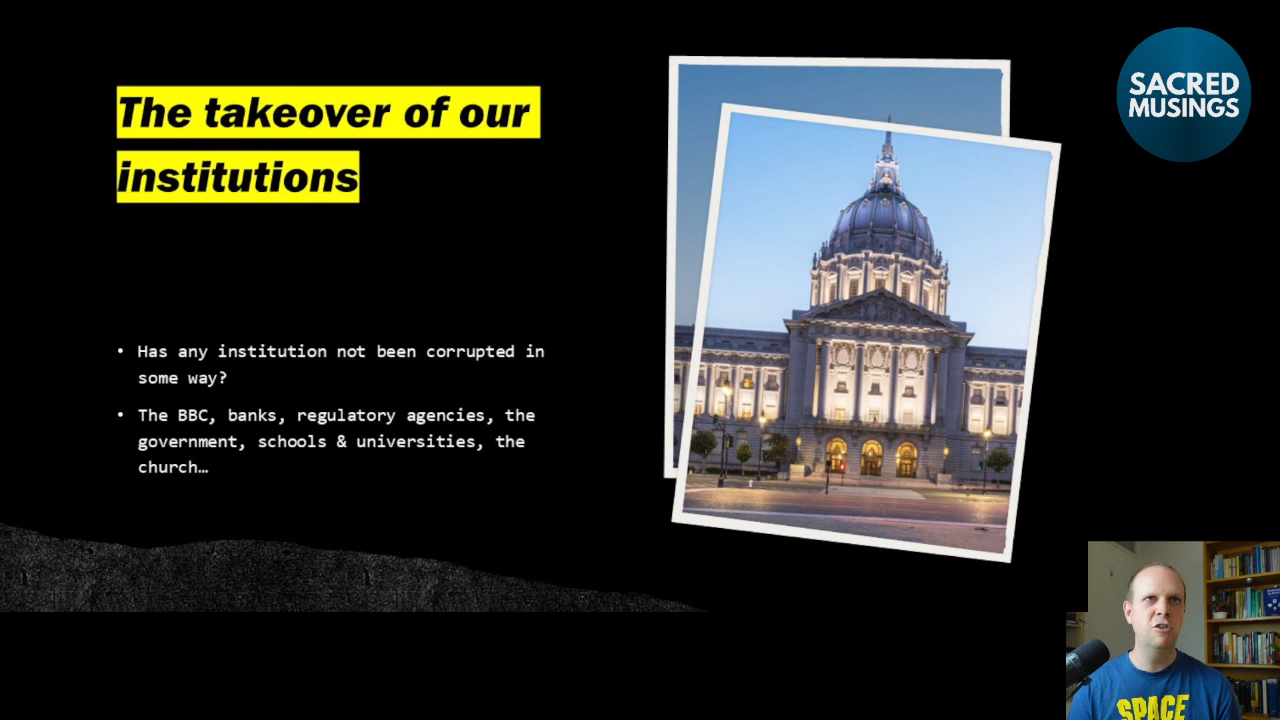 The takeover of our
institutions
• Has any institution not been corrupted in
some way?
• The BBC, banks, regulatory agencies, the
government, schools & universities, the
church…
SACRED
MUSINGS
SPACE